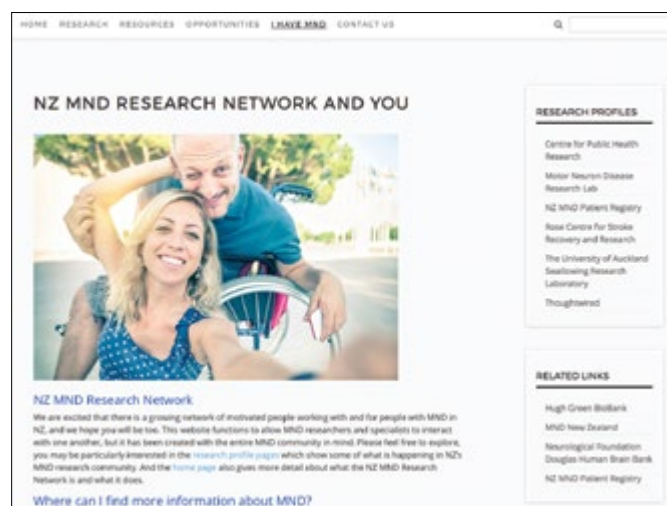 HOME RESEARCH RESOURCES OPPORTUNITIES I HAVE MND CONTACT US
NZ MND RESEARCH NETWORK AND YOU
NZ MND Research Network
We are excited that there is a growing network of motivated people working with and for people with MND in
NZ, and we hope you will be too. This website functions to allow MND researchers and specialists to interact
with one another, but it has been created with the entire MND community in mind. Please feel free to explore,
you may be particularly interested in the research profile pages which show some of what is happening in NZ's
MND research community. And the home page also gives more detail about what the NZ MND Research
Network is and what it does.
Where can I find more information about MND?
RESEARCH PROFILES
Centre for Public Health
Research
Motor Neuron Disease
Research Lab
NZ MND Patient Registry
Rose Centre for Stroke
Recovery and Research
The University of Auckland
Swallowing Research
Laboratory
Thoughtwired
RELATED LINKS
Hugh Green BioBank
MND New Zealand
Neurological Foundation
Douglas Human Brain Bank
NZ MND Patient Registry